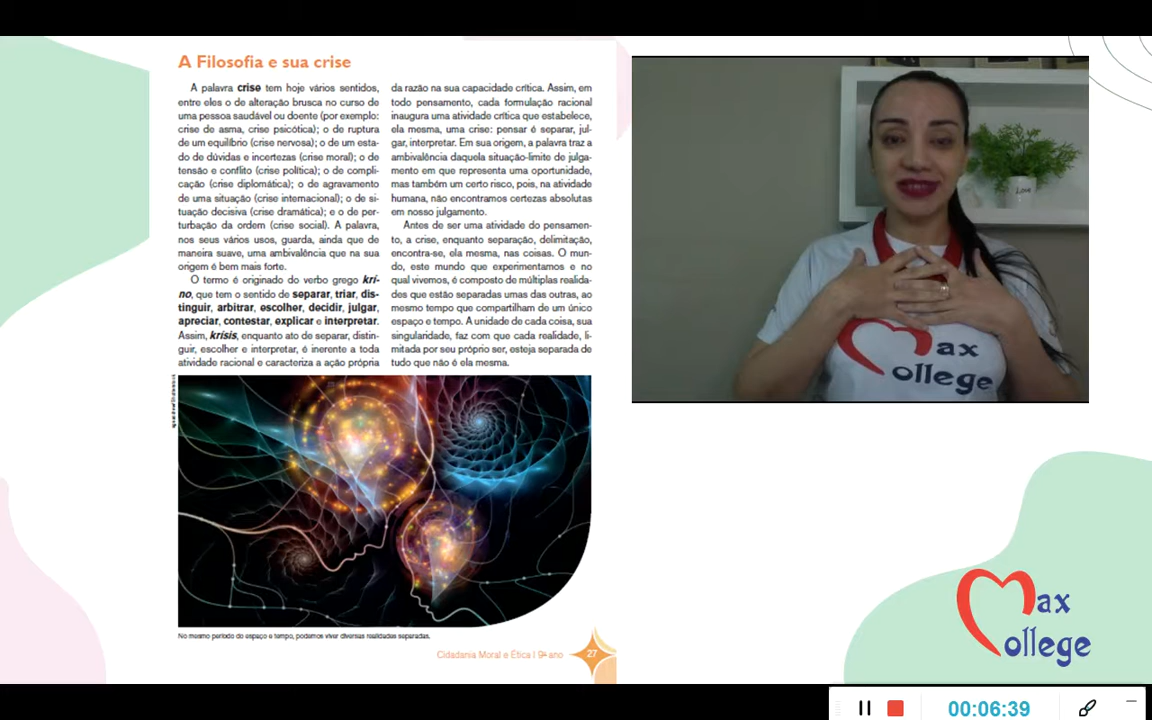 A Filosofia e sua crise
A palavra crise tem hoje vários sentidos,
entre eles o de alteração brusca no curso de
uma pessoa saudável ou doente (por exemplo:
crise de asma, crise psicótica); o de ruptura
de um equilíbrio (crise nervosa); o de um esta-
do de dúvidas e incertezas (crise moral); o de
tensão e conflito (crise política); o de compli-
cação (crise diplomática); o de agravamento
de uma situação (crise internacional); o de si-
tuação decisiva (crise dramática); e o de per-
turbação da ordem (crise social). A palavra,
nos seus vários usos, guarda, ainda que de
maneira suave, uma ambivalência que na sua
origem é bem mais forte.
O termo é originado do verbo grego krí-
no, que tem o sentido de separar, triar, dis-
tinguir, arbitrar, escolher, decidir, julgar,
apreciar, contestar, explicar e interpretar.
Assim, krísis, enquanto ato de separar, distin-
guir, escolher e interpretar, é inerente a toda
atividade racional e caracteriza a ação própria
da razão na sua capacidade crítica. Assim, em
todo pensamento, cada formulação racional
inaugura uma atividade crítica que estabelece,
ela mesma, uma crise: pensar é separar, jul-
gar, interpretar. Em sua origem, a palavra traz a
ambivalência daquela situação-limite de julga-
mento em que representa uma oportunidade,
mas também um certo risco, pois, na atividade
humana, não encontramos certezas absolutas
em nosso julgamento.
Antes de ser uma atividade do pensamen-
to, a crise, enquanto separação, delimitação,
encontra-se, ela mesma, nas coisas. O mun-
do, este mundo que experimentamos e no
qual vivemos, é composto de múltiplas realida-
des que estão separadas umas das outras, ao
mesmo tempo que compartilham de um único
espaço e tempo. A unidade de cada coisa, sua
singularidade, faz com que cada realidade, li-
mitada por seu próprio ser, esteja separada de
tudo que não é ela mesma.
No mesmo período do espaço e tempo, podemos viver diversas realidades separadas.
Cidadania Moral e Ética | 9º ano
27
Love
Max
College
Max
College
00:06:39